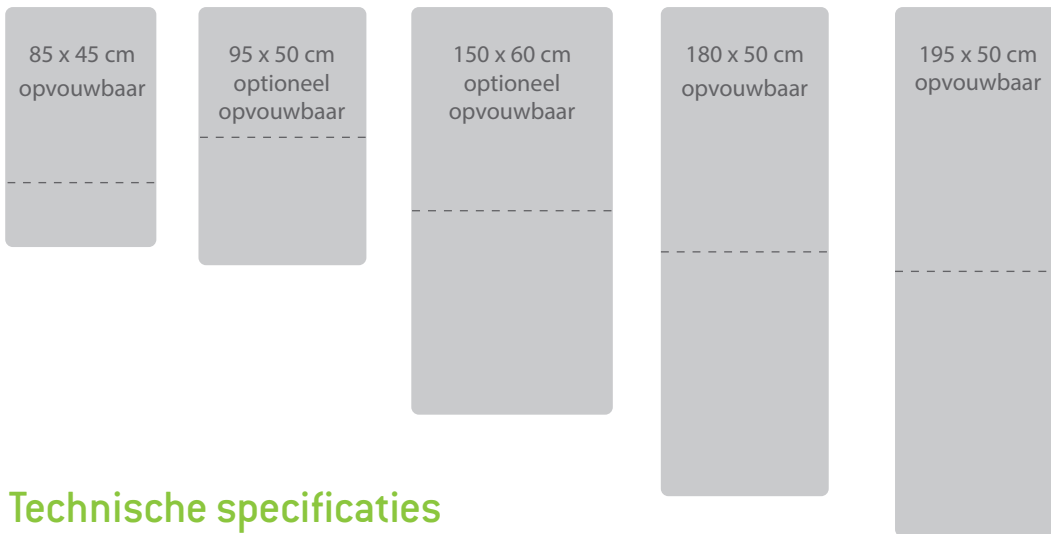 85 x 45 cm
opvouwbaar
95 x 50 cm
optioneel
opvouwbaar
150 x 60 cm
optioneel
opvouwbaar
180 x 50 cm
opvouwbaar
195 x 50 cm
opvouwbaar
Technische specificaties